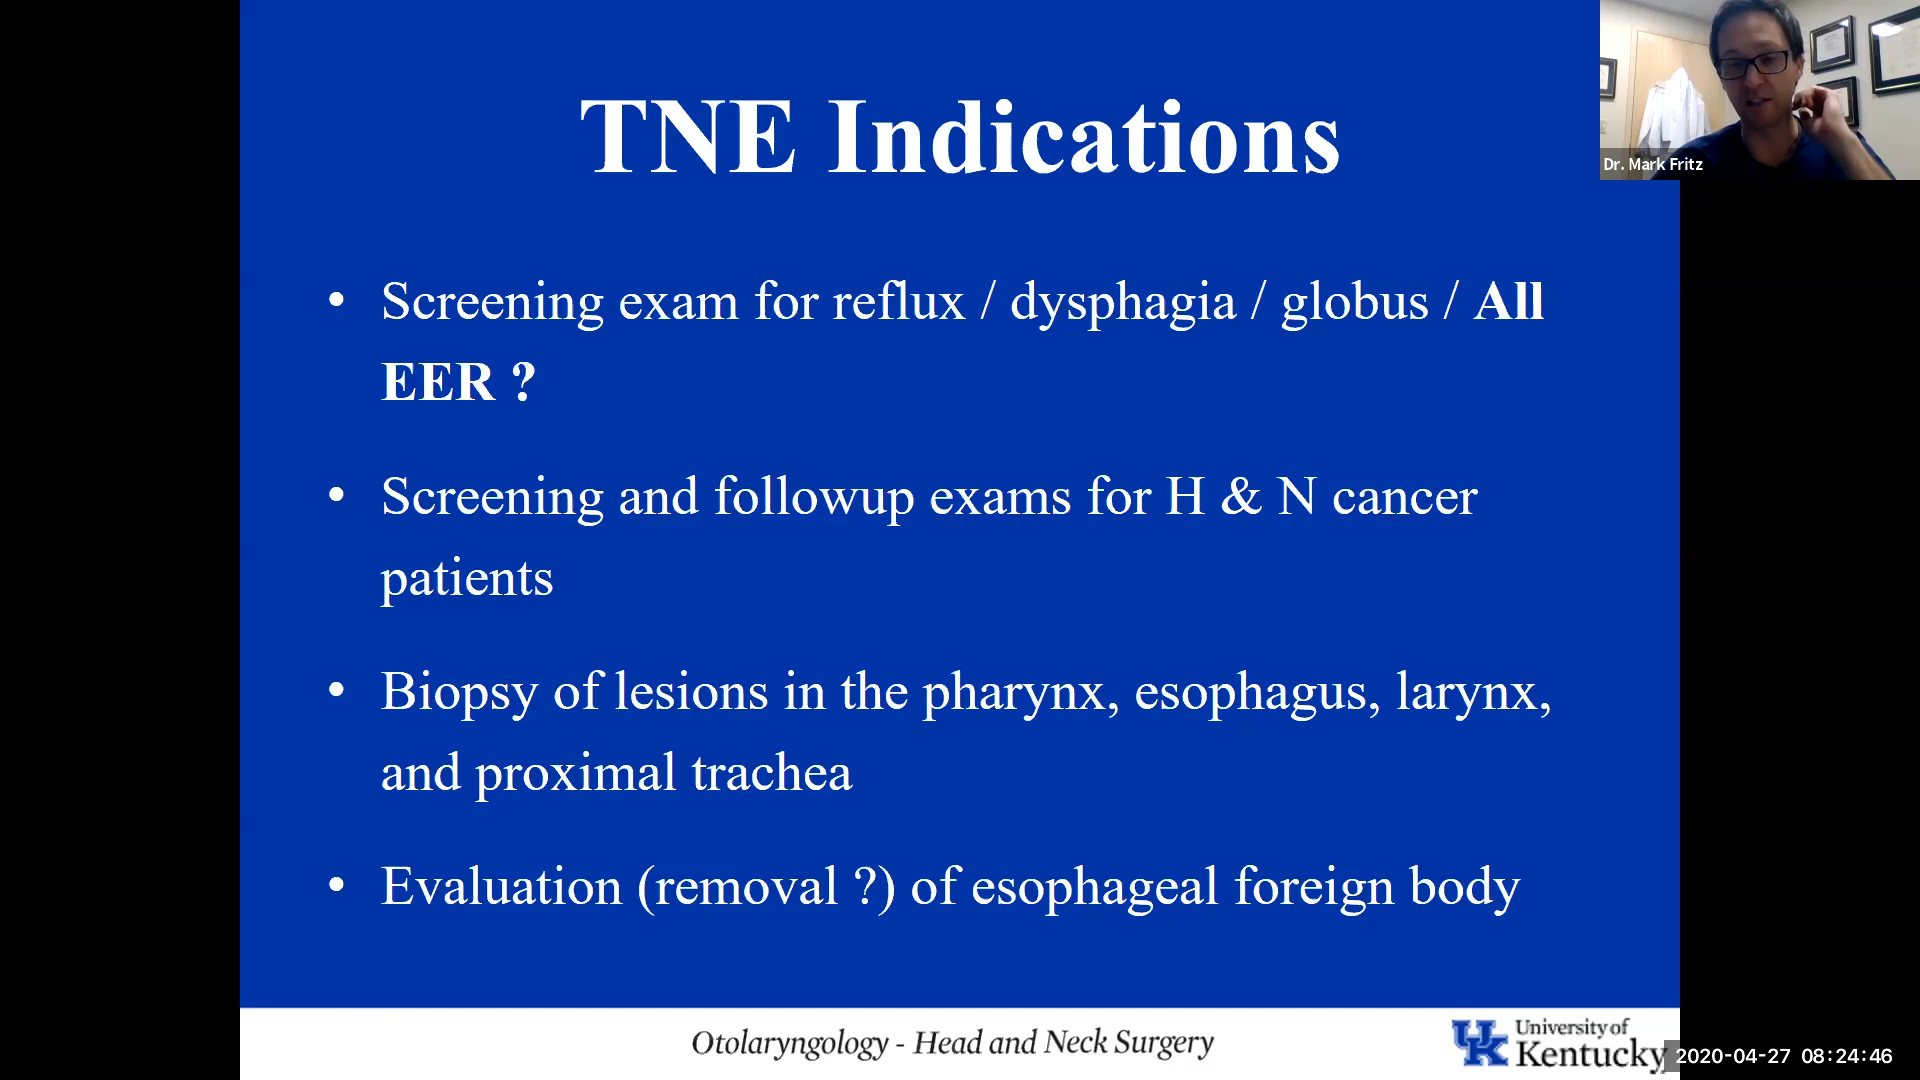 TNE Indications
Dr. Mark Fritz
• Screening exam for reflux / dysphagia / globus / All
EER ?
• Screening and followup exams for H & N cancer
patients
• Biopsy of lesions in the pharynx, esophagus, larynx,
and proximal trachea
• Evaluation (removal ?) of esophageal foreign body
Otolaryngology - Head and Neck Surgery
UK
University of
Kentucky
2020-04-27 08:24:46